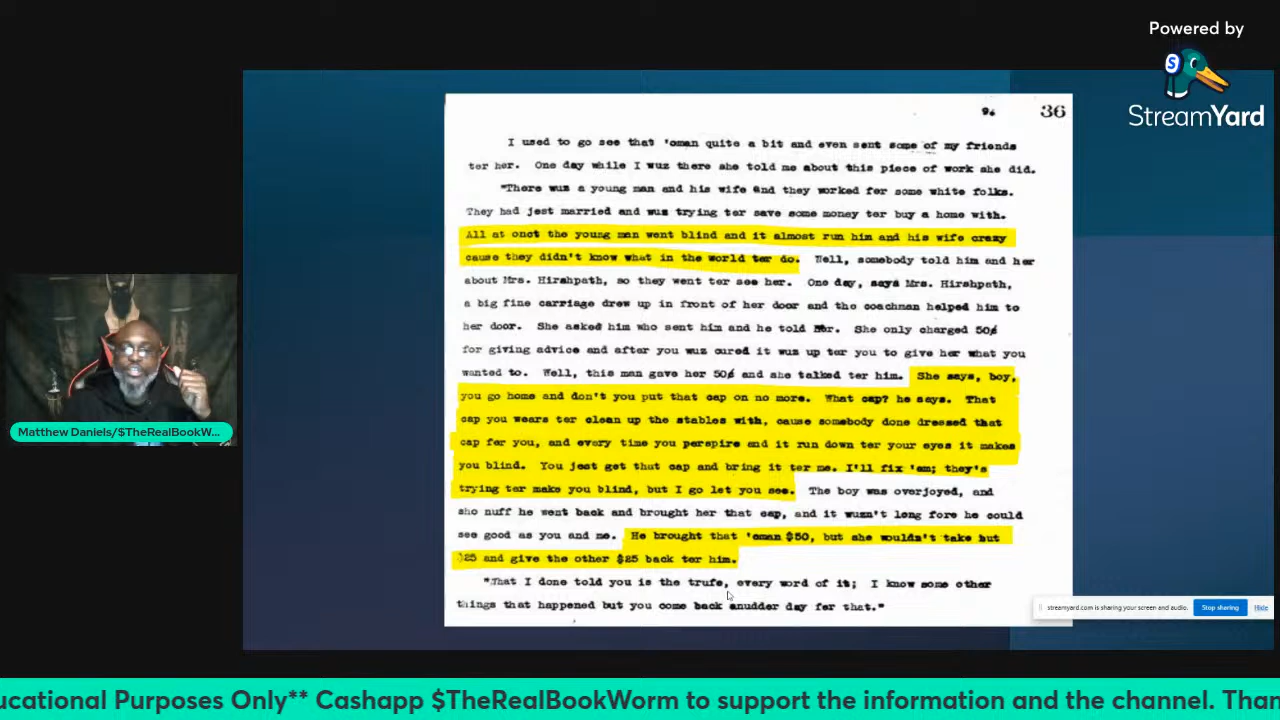 Powered by
StreamYard
96 36
I used to go see that 'oman quite a bit and even sent some of my friends
ter her. One day while I wuz there she told me about this piece of work she did.
"There wuz a young man and his wife and they worked fer some white folks.
They had jest married and wuz trying ter save some money ter buy a home with.
All at onct the young man went blind and it almost run him and his wife crazy
cause they didn't know what in the world ter do. Well, somebody told him and her
about Mrs. Hirshpath, so they went ter see her. One day, says Mrs. Hirshpath,
a big fine carriage drew up in front of her door and the coachman helped him to
her door. She asked him who sent him and he told her. She only charged 50¢
for giving advice and after you wuz cured it wuz up ter you to give her what you
wanted to. Well, this man gave her 50¢ and she talked ter him. She says, boy,
you go home and don't you put that cap on no more. What cap? he says. That
cap you wears ter clean up the stables with, cause somebody done dressed that
cap fer you, and every time you perspire and it run down ter your eyes it makes
you blind. You jest get that cap and bring it ter me. I'll fix 'em; they's
trying ter make you blind, but I go let you see. The boy was overjoyed, and
sho nuff he went back and brought her that cap, and it wuzn't long fore he could
see good as you and me. He brought that 'oman $50, but she wouldn't take but
$25 and give the other $25 back ter him.
"That I done told you is the trufe, every word of it; I know some other
things that happened but you come back anudder day fer that."
Matthew Daniels/$TheRealBookW...
streamyard.com is sharing your screen and audio. Stop sharing Hide
ucational Purposes Only** Cashapp $TheRealBookWorm to support the information and the channel. Than